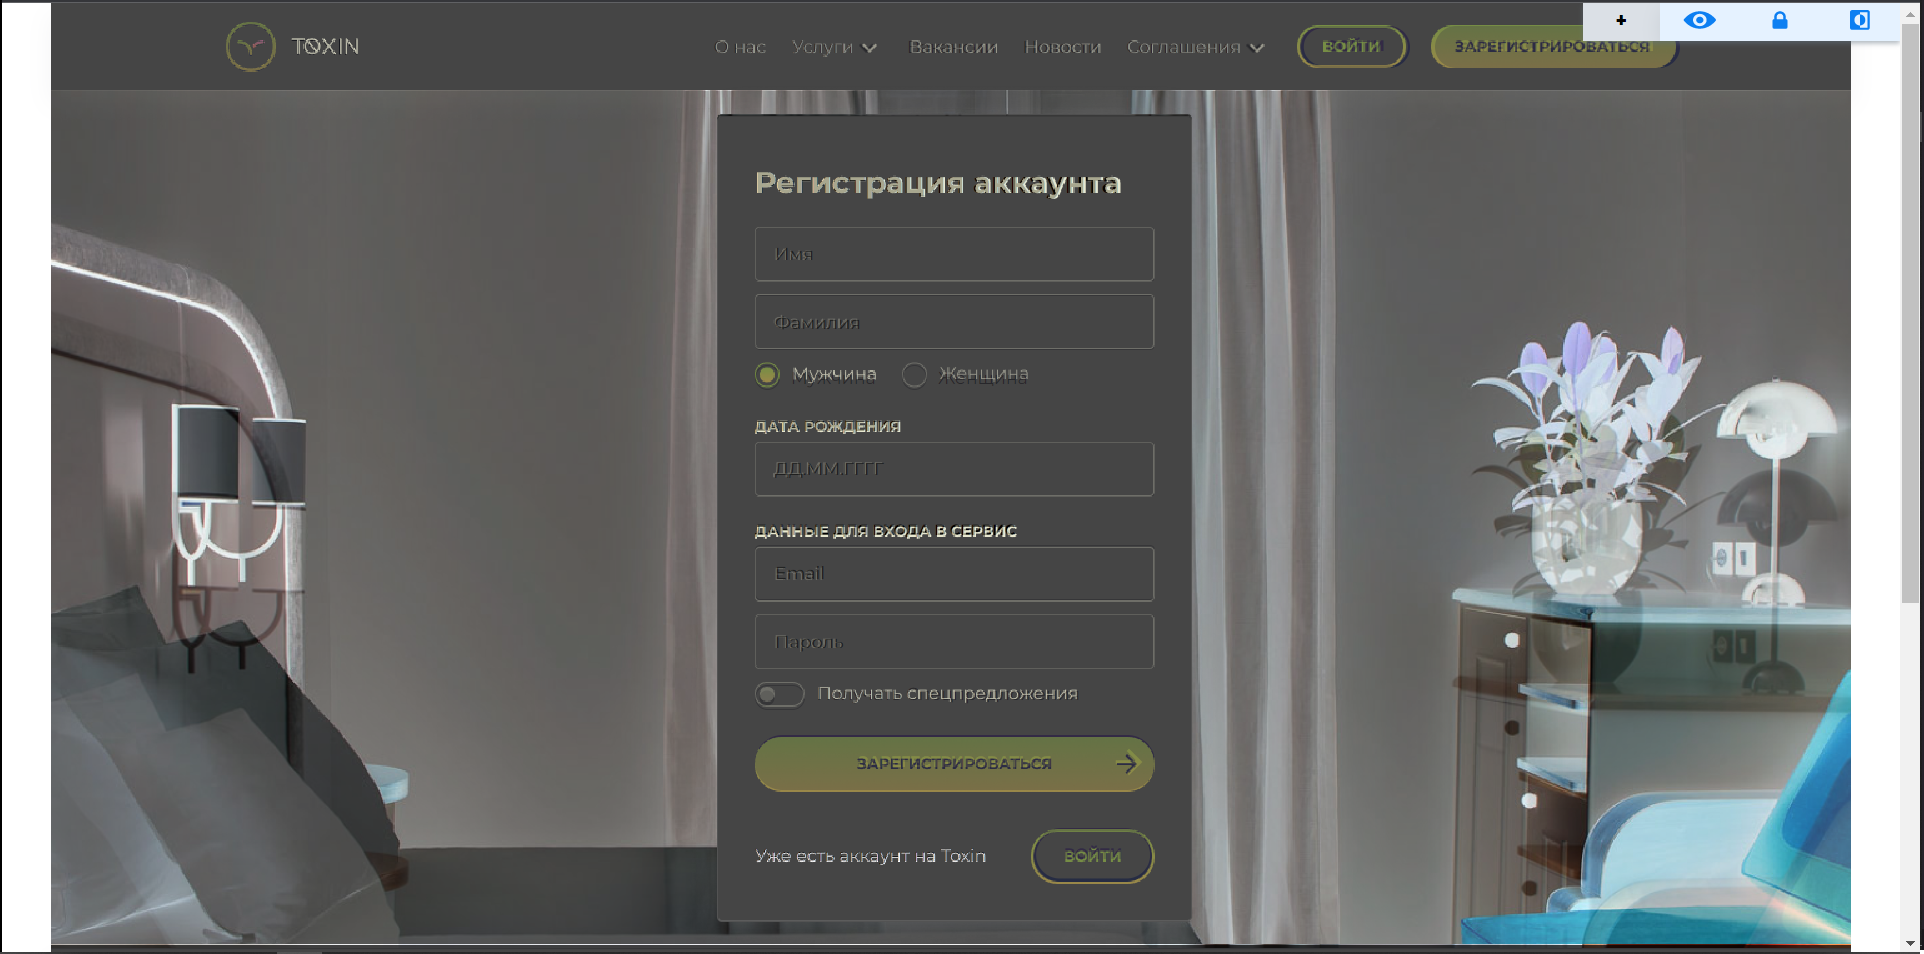 TOXIN
О нас Услуги Вакансии Новости Соглашения ВОЙТИ ЗАРЕГИСТРИРОВАТЬСЯ
+
Регистрация аккаунта
Имя
Фамилия
Мужчина Женщина
ДАТА РОЖДЕНИЯ
ДД.ММ.ГГГГ
ДАННЫЕ ДЛЯ ВХОДА В СЕРВИС
Email
Пароль
Получать спецпредложения
ЗАРЕГИСТРИРОВАТЬСЯ
Уже есть аккаунт на Toxin ВОЙТИ